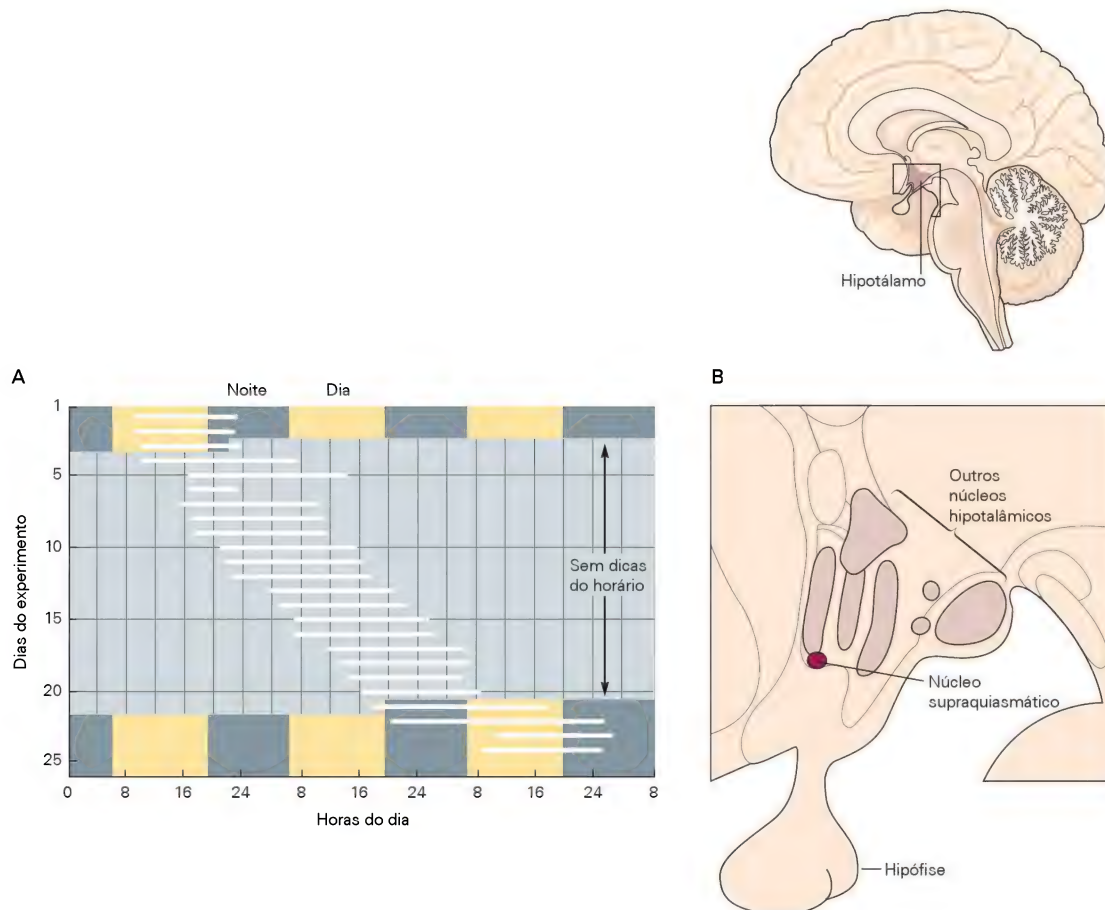 Hipotálamo
A
Noite Dia
1
5
10
15
20
25
Dias do experimento
Sem dicas
do horário
0 8 16 24 8 16 24 8 16 24 8
Horas do dia
B
Outros
núcleos
hipotalâmicos
Núcleo
supraquiasmático
Hipófise